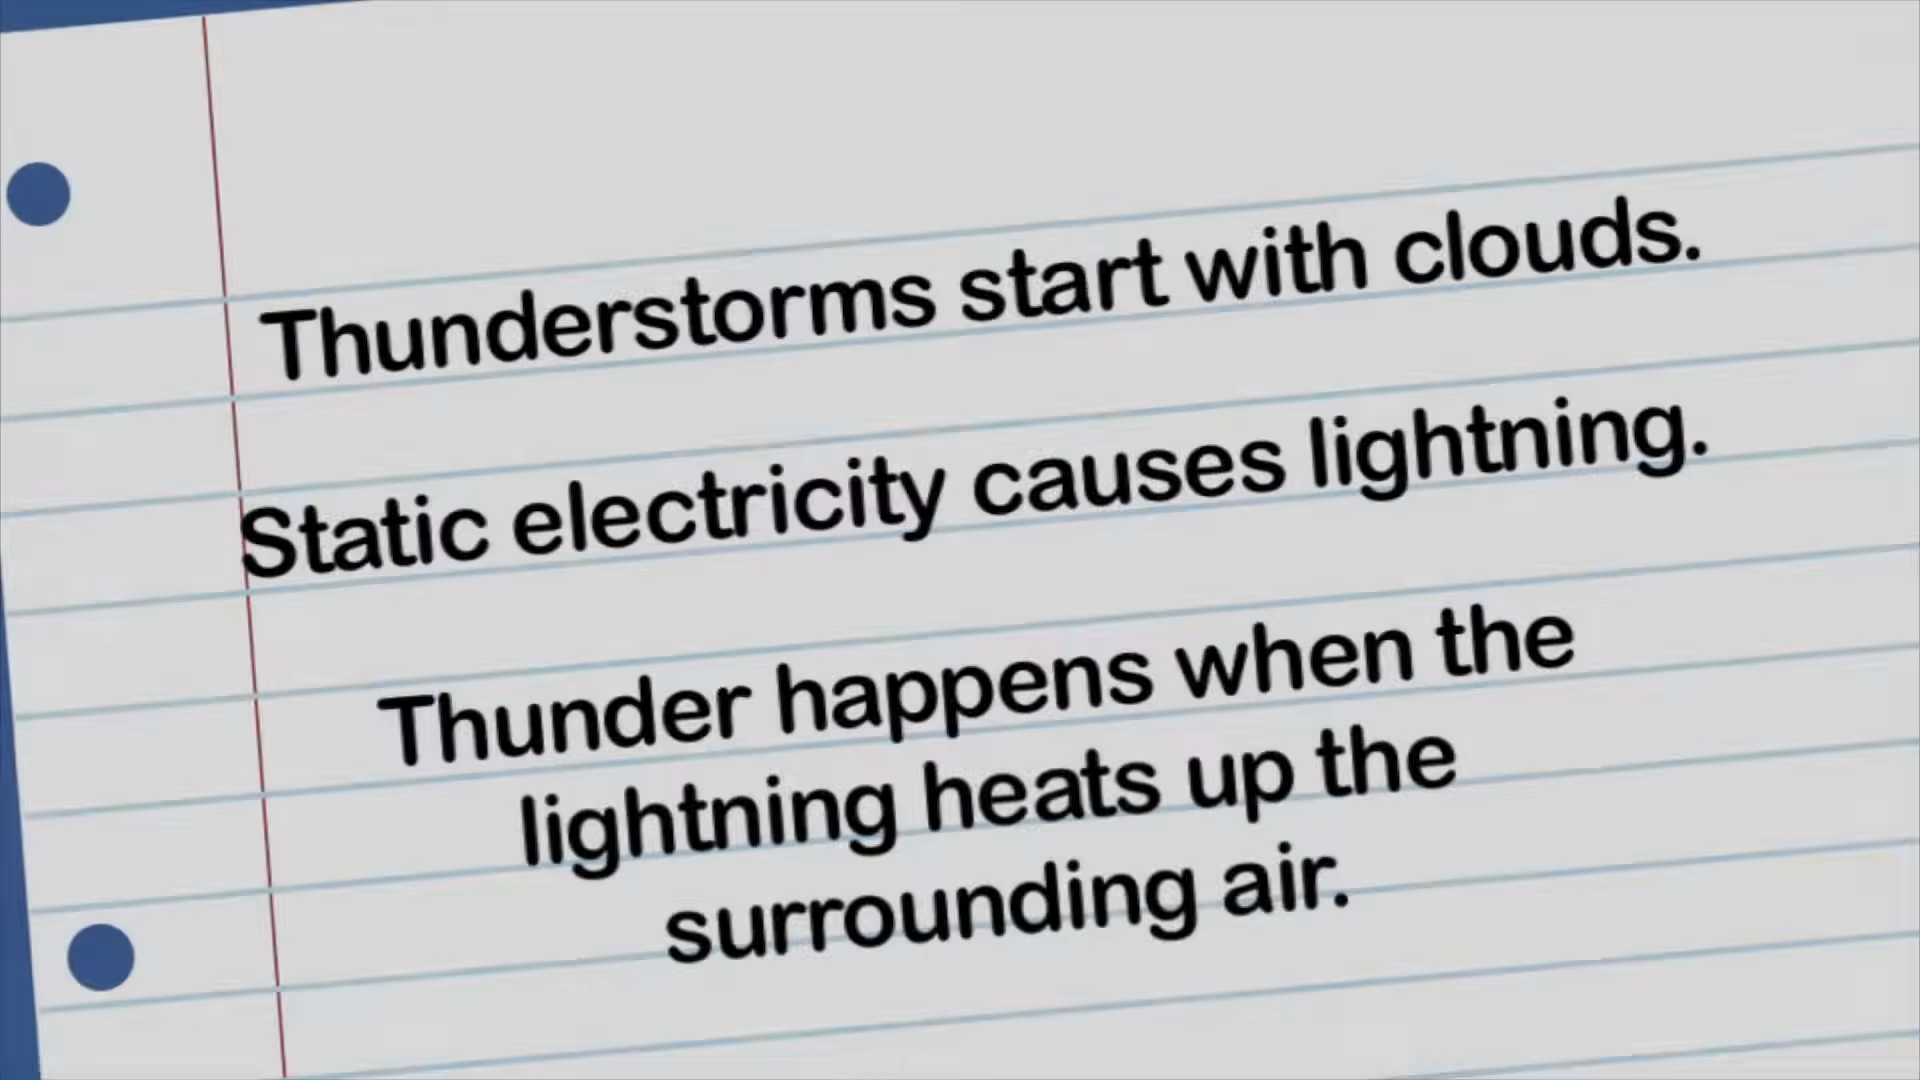 Thunderstorms start with clouds.
Static electricity causes lightning.
Thunder happens when the
lightning heats up the
surrounding air.